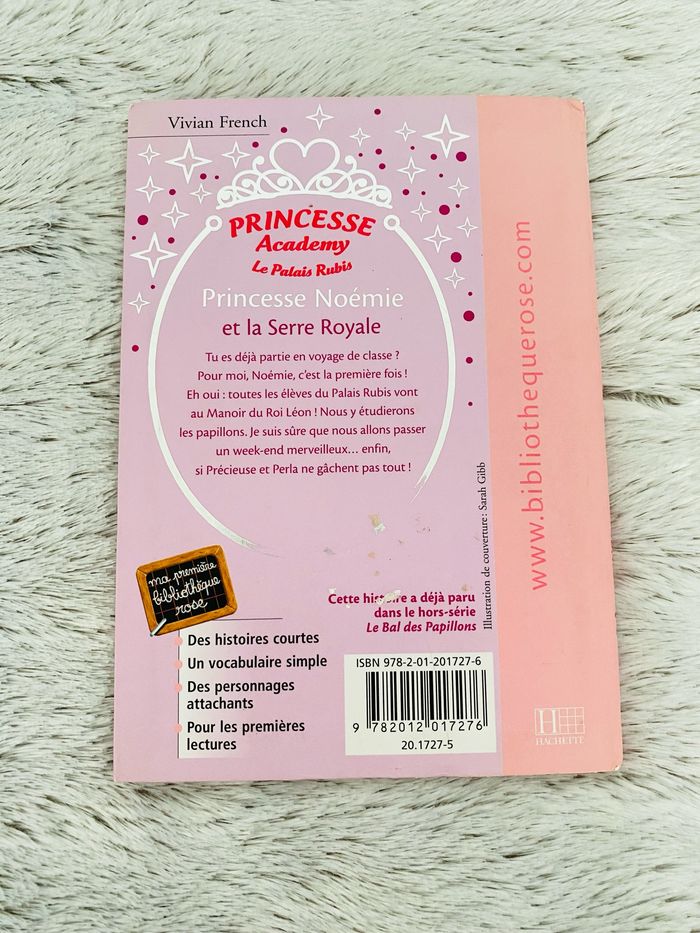 Vivian French
PRINCESSE
Academy
Le Palais Rubis
Princesse Noémie
et la Serre Royale
Tu es déjà partie en voyage de classe ?
Pour moi, Noémie, c'est la première fois !
Eh oui : toutes les élèves du Palais Rubis vont
au Manoir du Roi Léon ! Nous y étudierons
les papillons. Je suis sûre que nous allons passer
un week-end merveilleux… enfin,
si Précieuse et Perla ne gâchent pas tout !
ma première
bibliothèque
rose
Des histoires courtes
Un vocabulaire simple
Des personnages
attachants
Pour les premières
lectures
Cette histoire a déjà paru
dans le hors-série
Le Bal des Papillons
Illustration de couverture : Sarah Gibb
ISBN 978-2-01-201727-6
9 782012 017276
20.1727-5
www.bibliothequerose.com
H
HACHETTE